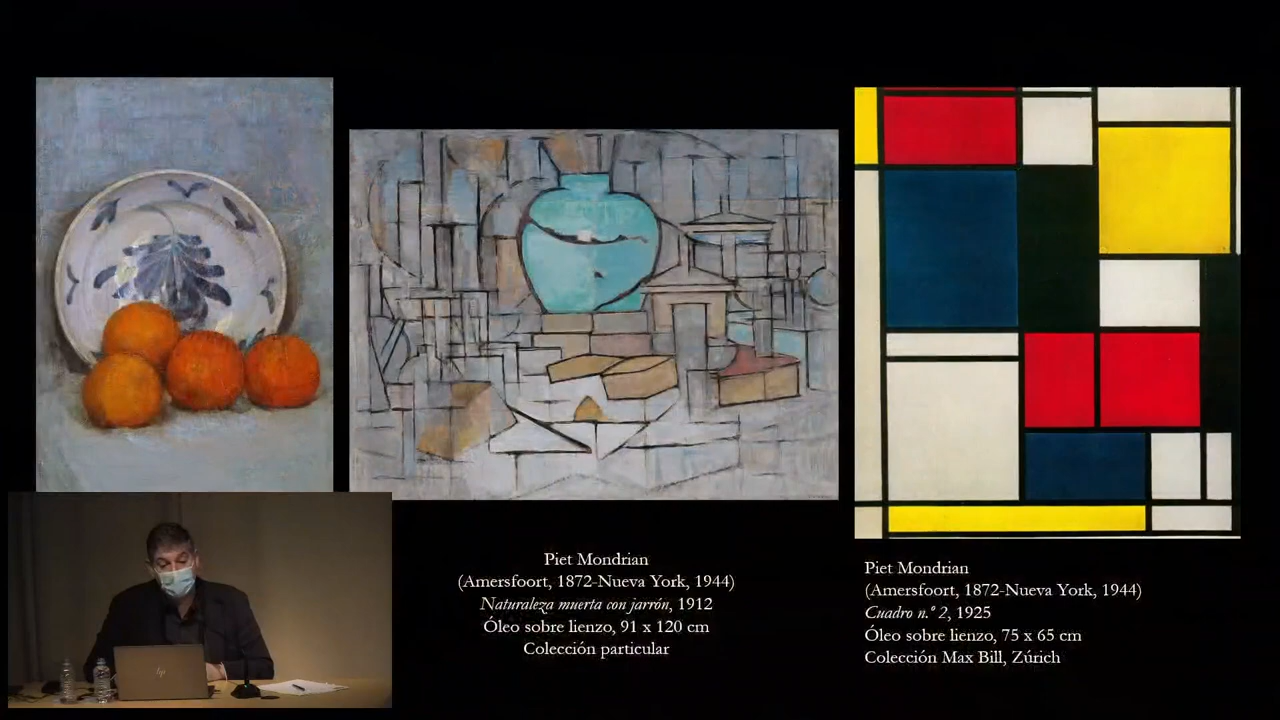 Piet Mondrian
(Amersfoort, 1872-Nueva York, 1944)
Naturaleza muerta con jarrón, 1912
Óleo sobre lienzo, 91 x 120 cm
Colección particular
Piet Mondrian
(Amersfoort, 1872-Nueva York, 1944)
Cuadro n.º 2, 1925
Óleo sobre lienzo, 75 x 65 cm
Colección Max Bill, Zúrich
hp